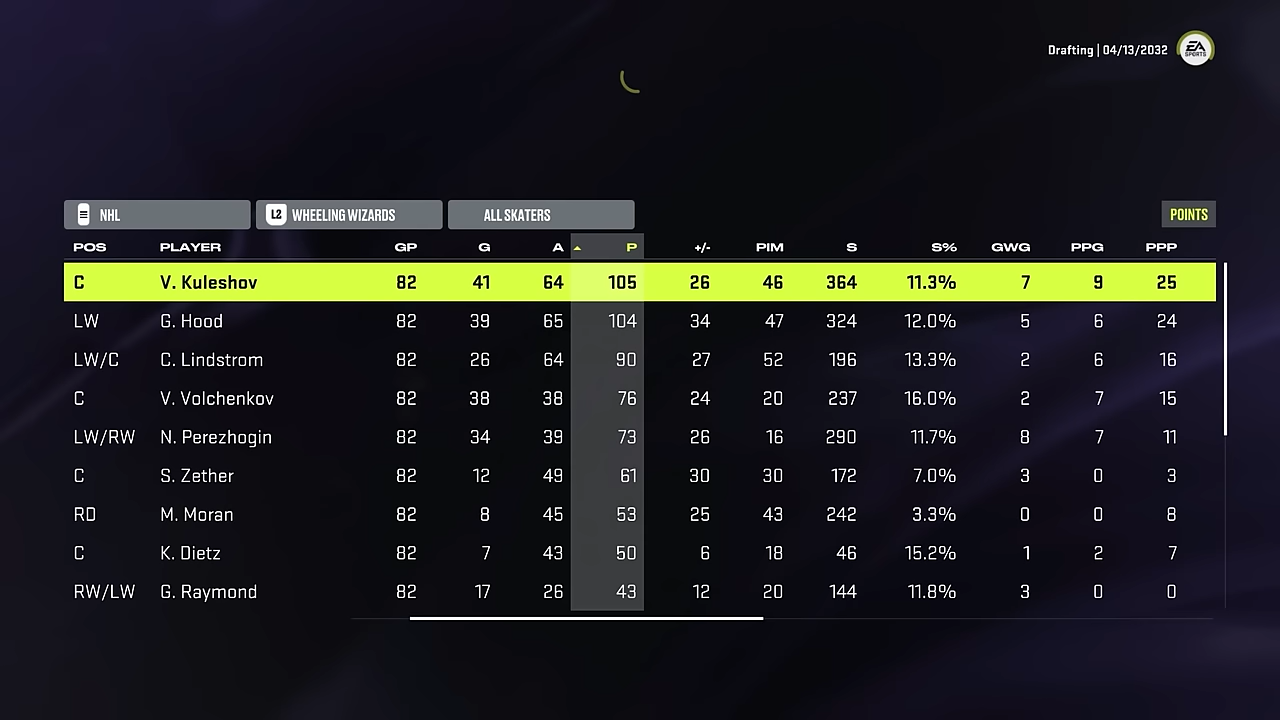 Drafting | 04/13/2032
EA SPORTS
NHL L2 WHEELING WIZARDS ALL SKATERS POINTS
POS PLAYER GP G A P +/- PIM S S% GWG PPG PPP
C V. Kuleshov 82 41 64 105 26 46 364 11.3% 7 9 25
LW G. Hood 82 39 65 104 34 47 324 12.0% 5 6 24
LW/C C. Lindstrom 82 26 64 90 27 52 196 13.3% 2 6 16
C V. Volchenkov 82 38 38 76 24 20 237 16.0% 2 7 15
LW/RW N. Perezhogin 82 34 39 73 26 16 290 11.7% 8 7 11
C S. Zether 82 12 49 61 30 30 172 7.0% 3 0 3
RD M. Moran 82 8 45 53 25 43 242 3.3% 0 0 8
C K. Dietz 82 7 43 50 6 18 46 15.2% 1 2 7
RW/LW G. Raymond 82 17 26 43 12 20 144 11.8% 3 0 0